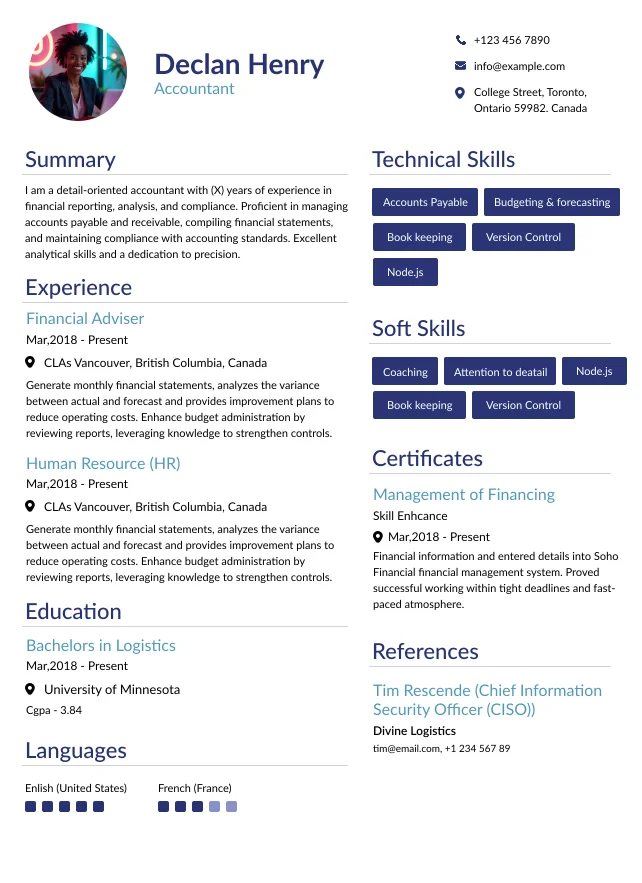 Declan Henry
Accountant
+123 456 7890
info@example.com
College Street, Toronto,
Ontario 59982. Canada
Summary
I am a detail-oriented accountant with (X) years of experience in
financial reporting, analysis, and compliance. Proficient in managing
accounts payable and receivable, compiling financial statements,
and maintaining compliance with accounting standards. Excellent
analytical skills and a dedication to precision.
Experience
Financial Adviser
Mar,2018 - Present
CLAs Vancouver, British Columbia, Canada
Generate monthly financial statements, analyzes the variance
between actual and forecast and provides improvement plans to
reduce operating costs. Enhance budget administration by
reviewing reports, leveraging knowledge to strengthen controls.
Human Resource (HR)
Mar,2018 - Present
CLAs Vancouver, British Columbia, Canada
Generate monthly financial statements, analyzes the variance
between actual and forecast and provides improvement plans to
reduce operating costs. Enhance budget administration by
reviewing reports, leveraging knowledge to strengthen controls.
Education
Bachelors in Logistics
Mar,2018 - Present
University of Minnesota
Cgpa - 3.84
Languages
Enlish (United States) French (France)
Technical Skills
Accounts Payable Budgeting & forecasting
Book keeping Version Control
Node.js
Soft Skills
Coaching Attention to deatail Node.js
Book keeping Version Control
Certificates
Management of Financing
Skill Enhcance
Mar,2018 - Present
Financial information and entered details into Soho
Financial financial management system. Proved
successful working within tight deadlines and fast-
paced atmosphere.
References
Tim Rescende (Chief Information
Security Officer (CISO))
Divine Logistics
tim@email.com, +1 234 567 89